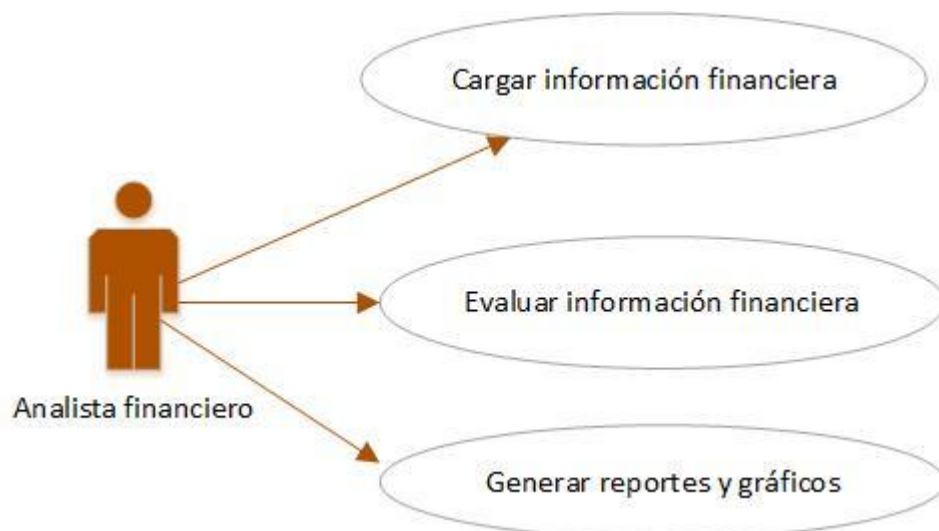 Cargar información financiera
Evaluar información financiera
Analista financiero
Generar reportes y gráficos